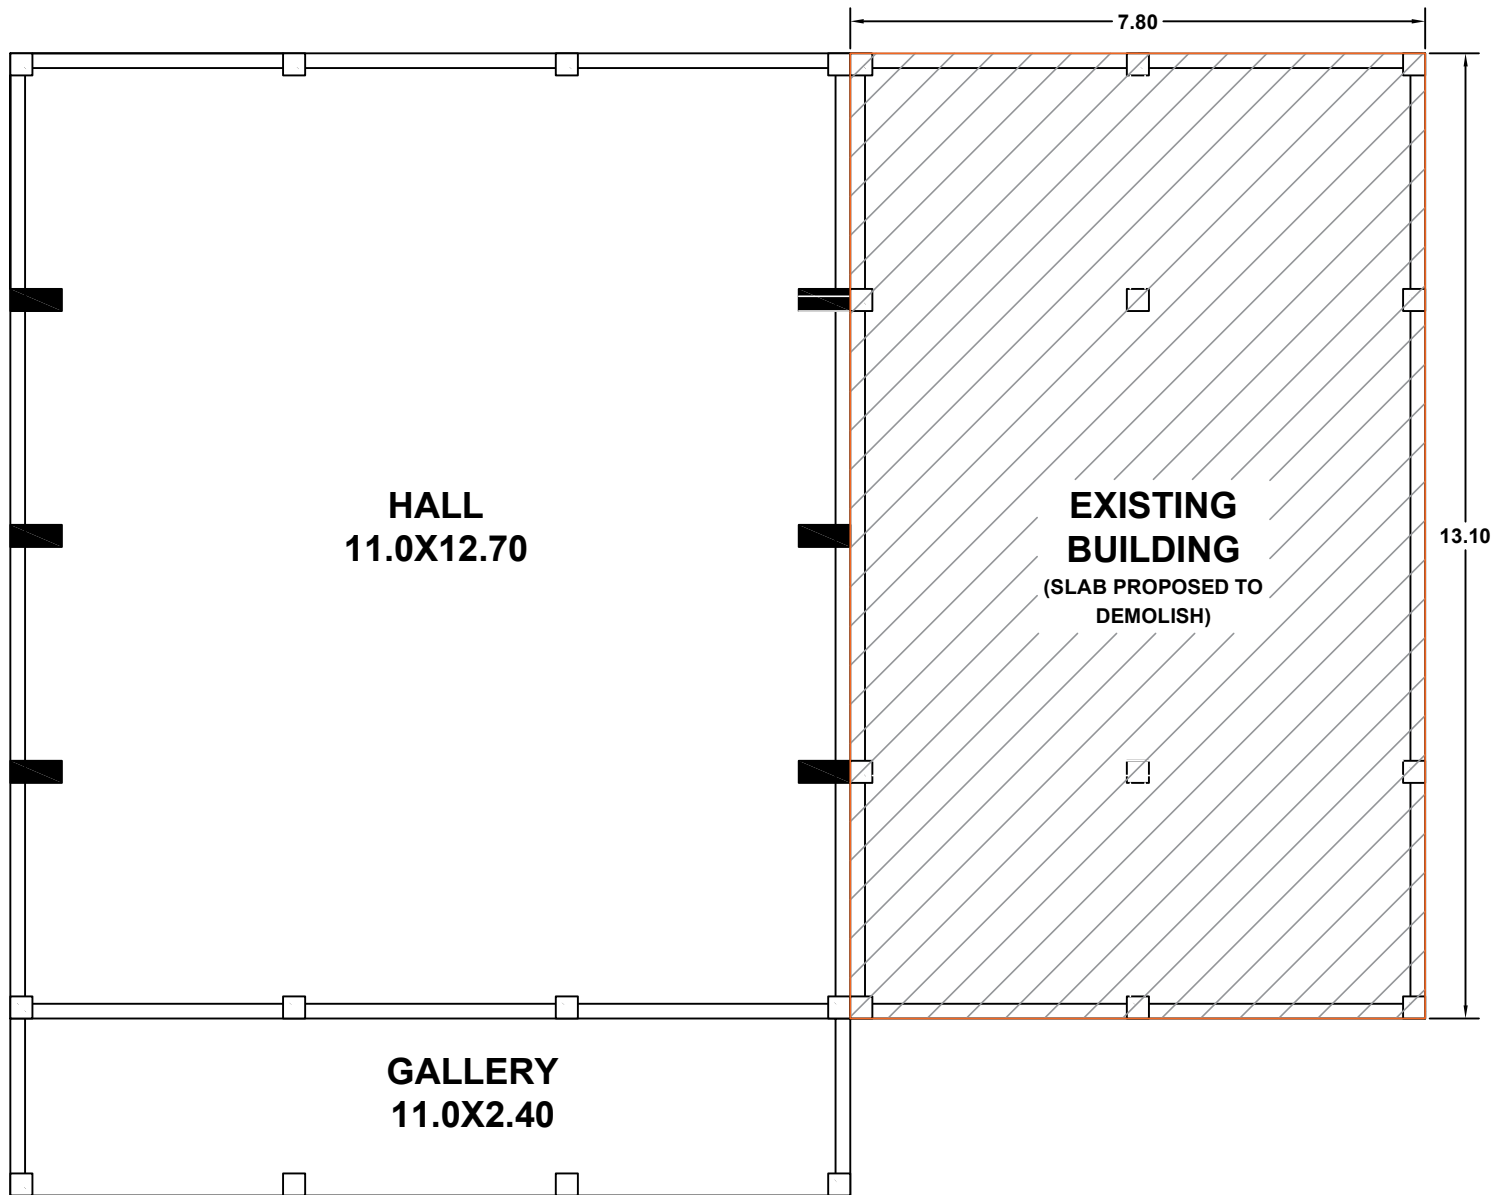 7.80
HALL
11.0X12.70
EXISTING
BUILDING
(SLAB PROPOSED TO
DEMOLISH)
13.10
GALLERY
11.0X2.40